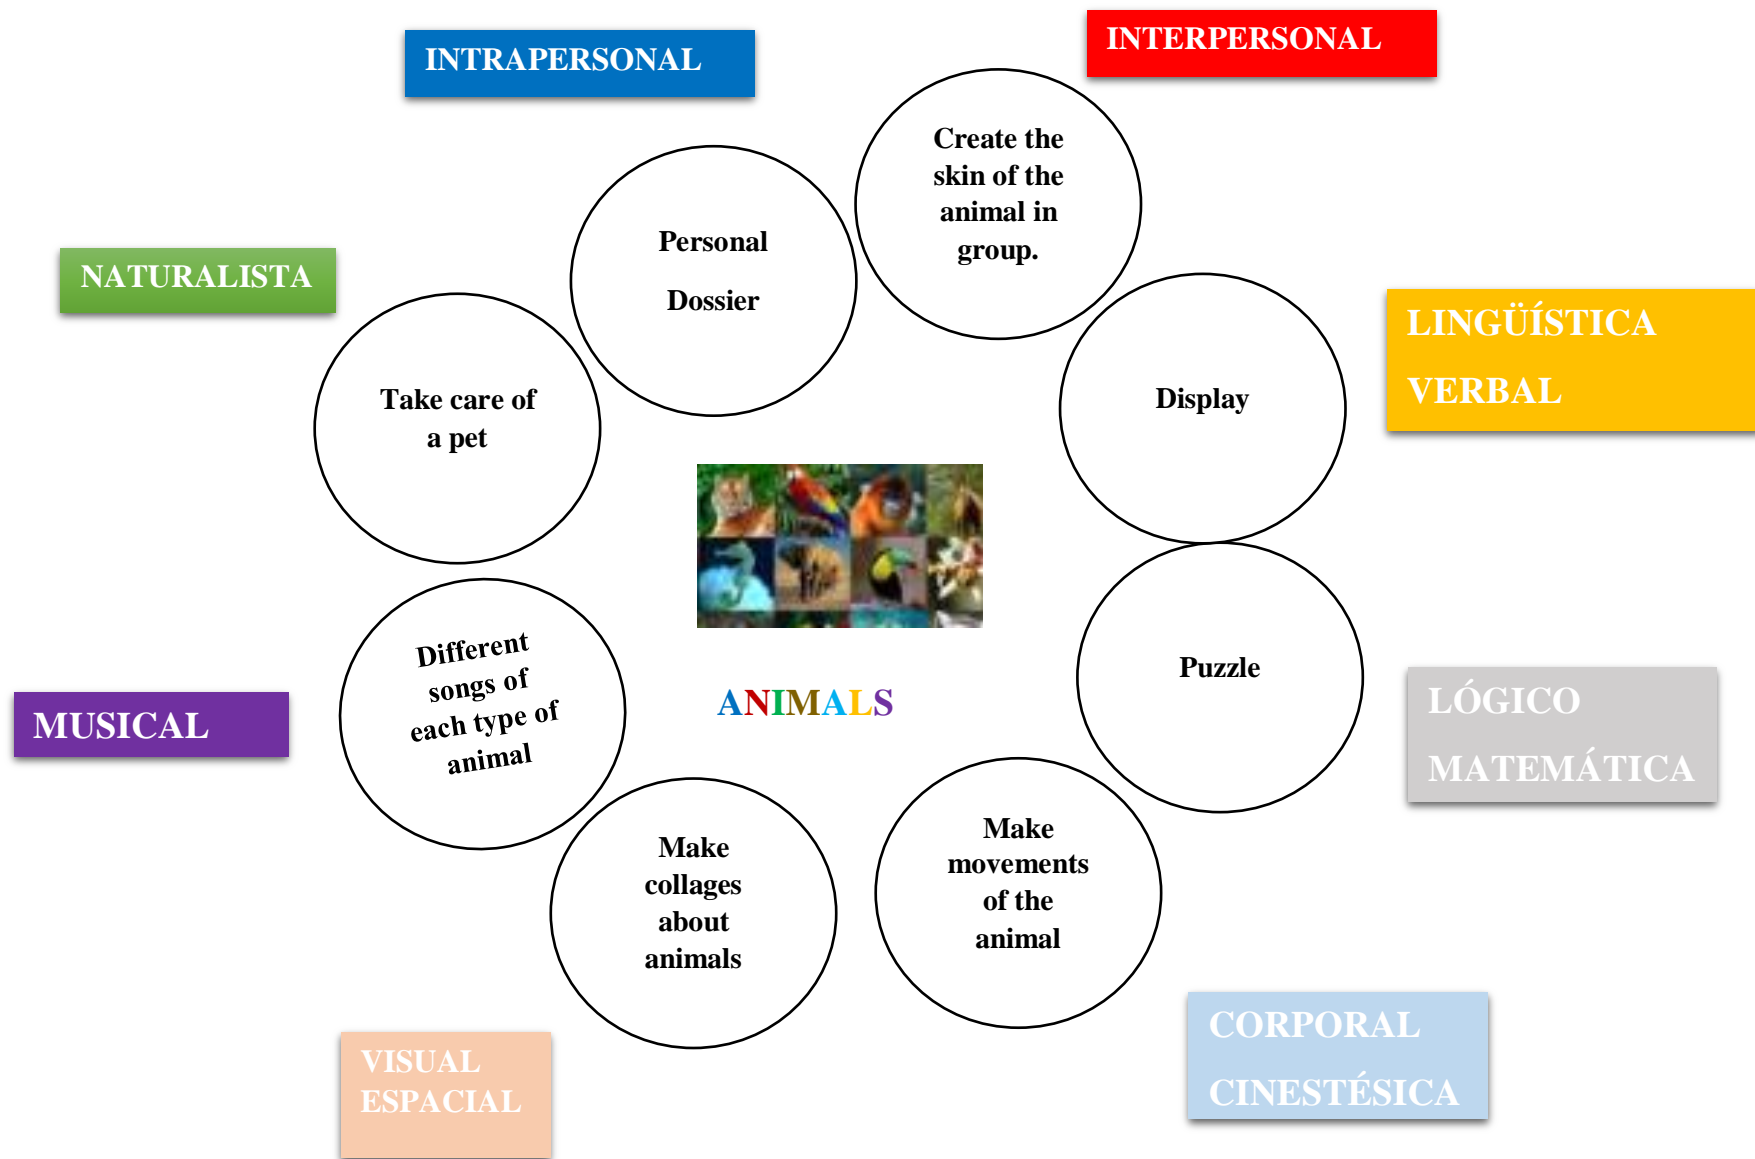 INTRAPERSONAL
INTERPERSONAL
Create the
skin of the
animal in
group.
Personal
Dossier
NATURALISTA
Take care of
a pet
LINGÜÍSTICA
VERBAL
Display
Different
songs of
each type of
animal
MUSICAL
ANIMALS
Puzzle
LÓGICO
MATEMÁTICA
Make
collages
about
animals
Make
movements
of the
animal
VISUAL
ESPACIAL
CORPORAL
CINESTÉSICA